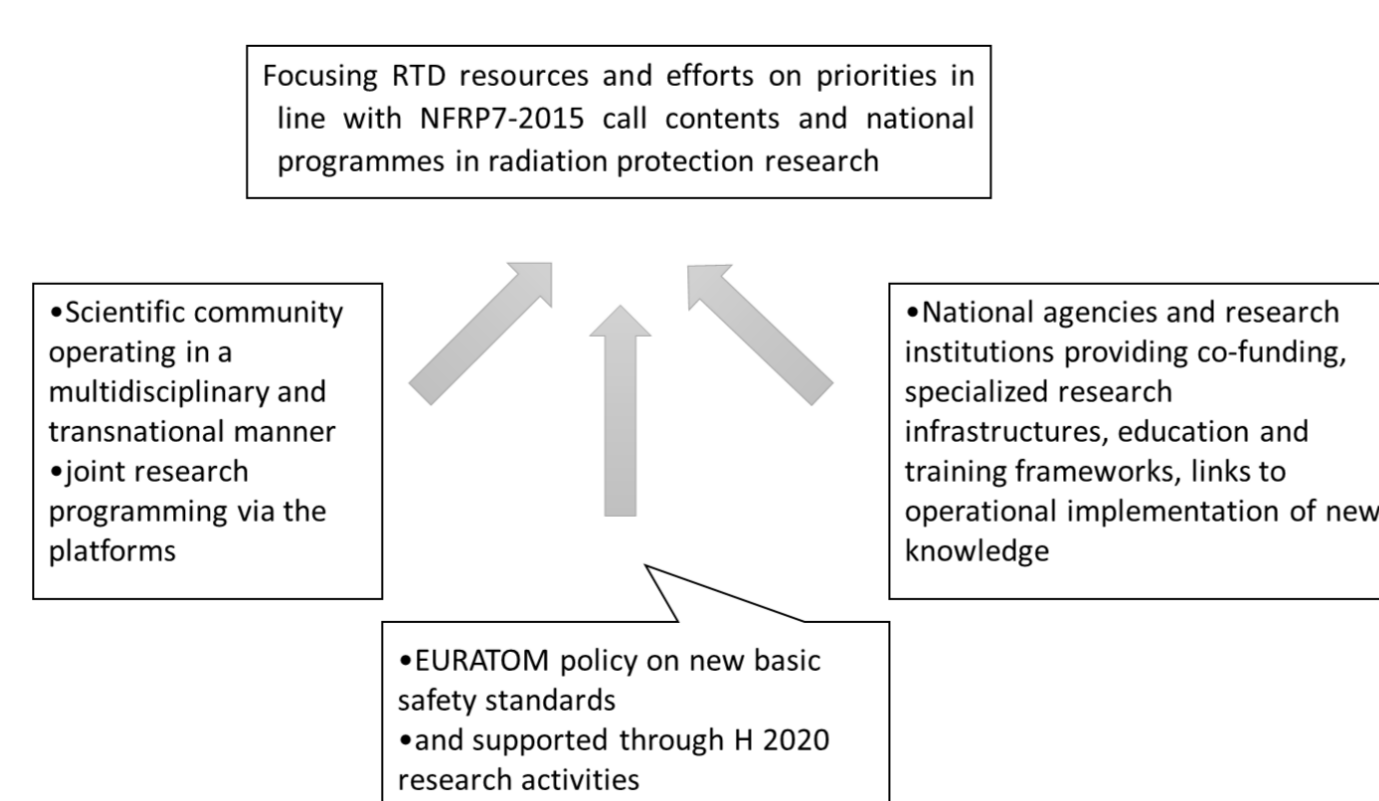 Focusing RTD resources and efforts on priorities in
line with NFRP7-2015 call contents and national
programmes in radiation protection research
•Scientific community
operating in a
multidisciplinary and
transnational manner
•joint research
programming via the
platforms
•National agencies and research
institutions providing co-funding,
specialized research
infrastructures, education and
training frameworks, links to
operational implementation of new
knowledge
•EURATOM policy on new basic
safety standards
•and supported through H 2020
research activities